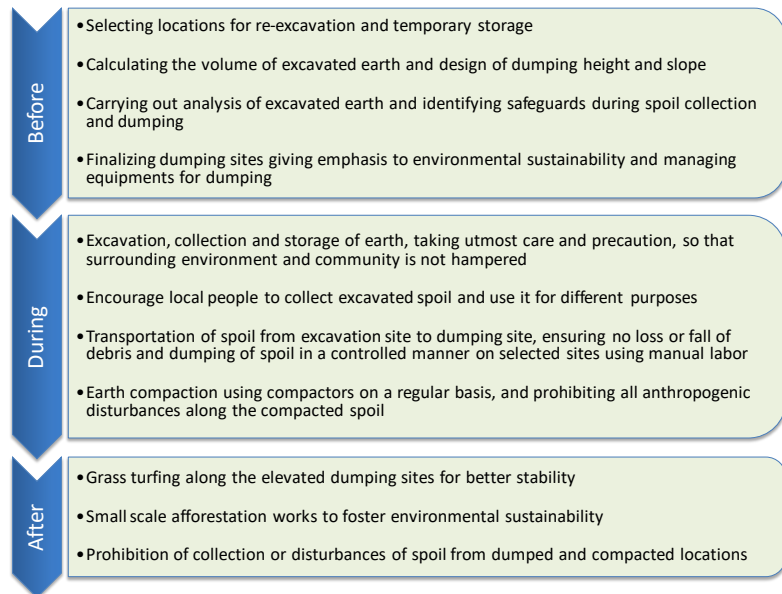 Before
•Selecting locations for re-excavation and temporary storage
•Calculating the volume of excavated earth and design of dumping height and slope
•Carrying out analysis of excavated earth and identifying safeguards during spoil collection
and dumping
•Finalizing dumping sites giving emphasis to environmental sustainability and managing
equipments for dumping
During
•Excavation, collection and storage of earth, taking utmost care and precaution, so that
surrounding environment and community is not hampered
•Encourage local people to collect excavated spoil and use it for different purposes
•Transportation of spoil from excavation site to dumping site, ensuring no loss or fall of
debris and dumping of spoil in a controlled manner on selected sites using manual labor
•Earth compaction using compactors on a regular basis, and prohibiting all anthropogenic
disturbances along the compacted spoil
After
•Grass turfing along the elevated dumping sites for better stability
•Small scale afforestation works to foster environmental sustainability
•Prohibition of collection or disturbances of spoil from dumped and compacted locations